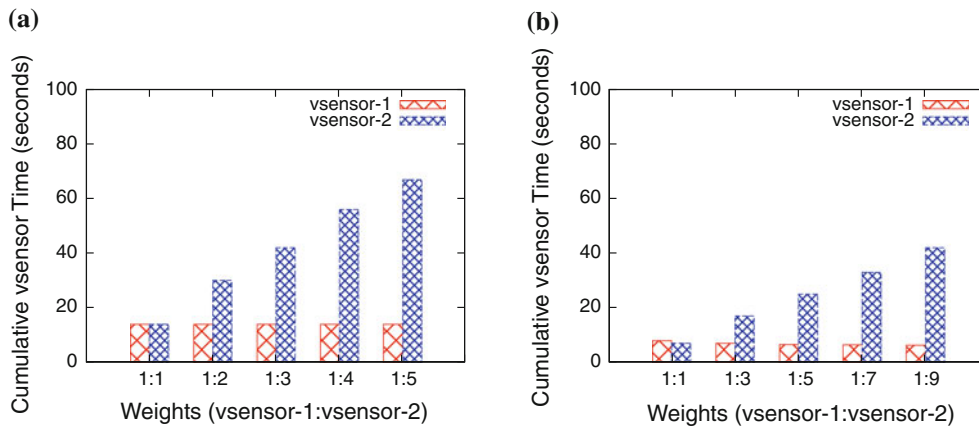 (a)
Cumulative vsensor Time (seconds)
100
80
60
40
20
0
vsensor-1
vsensor-2
1:1 1:2 1:3 1:4 1:5
Weights (vsensor-1:vsensor-2)
(b)
Cumulative vsensor Time (seconds)
100
80
60
40
20
0
vsensor-1
vsensor-2
1:1 1:3 1:5 1:7 1:9
Weights (vsensor-1:vsensor-2)